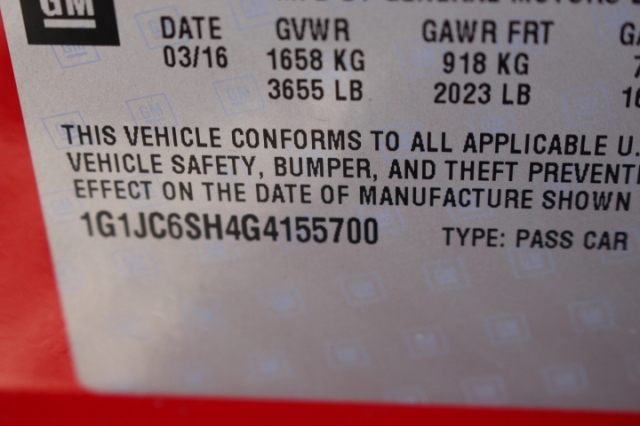 GM
DATE GVWR GAWR FRT
03/16 1658 KG 918 KG
3655 LB 2023 LB
THIS VEHICLE CONFORMS TO ALL APPLICABLE U.
VEHICLE SAFETY, BUMPER, AND THEFT
EFFECT ON THE DATE OF MANUFACTURE SHOWN
1G1JC6SH4G4155700 TYPE: PASS CAR